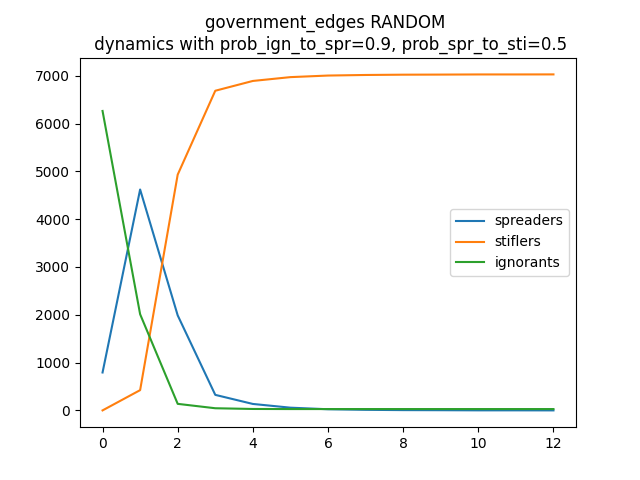 government_edges RANDOM
dynamics with prob_ign_to_spr=0.9, prob_spr_to_sti=0.5
7000
6000
5000
4000
3000
2000
1000
0
spreaders
stiflers
ignorants
0 2 4 6 8 10 12